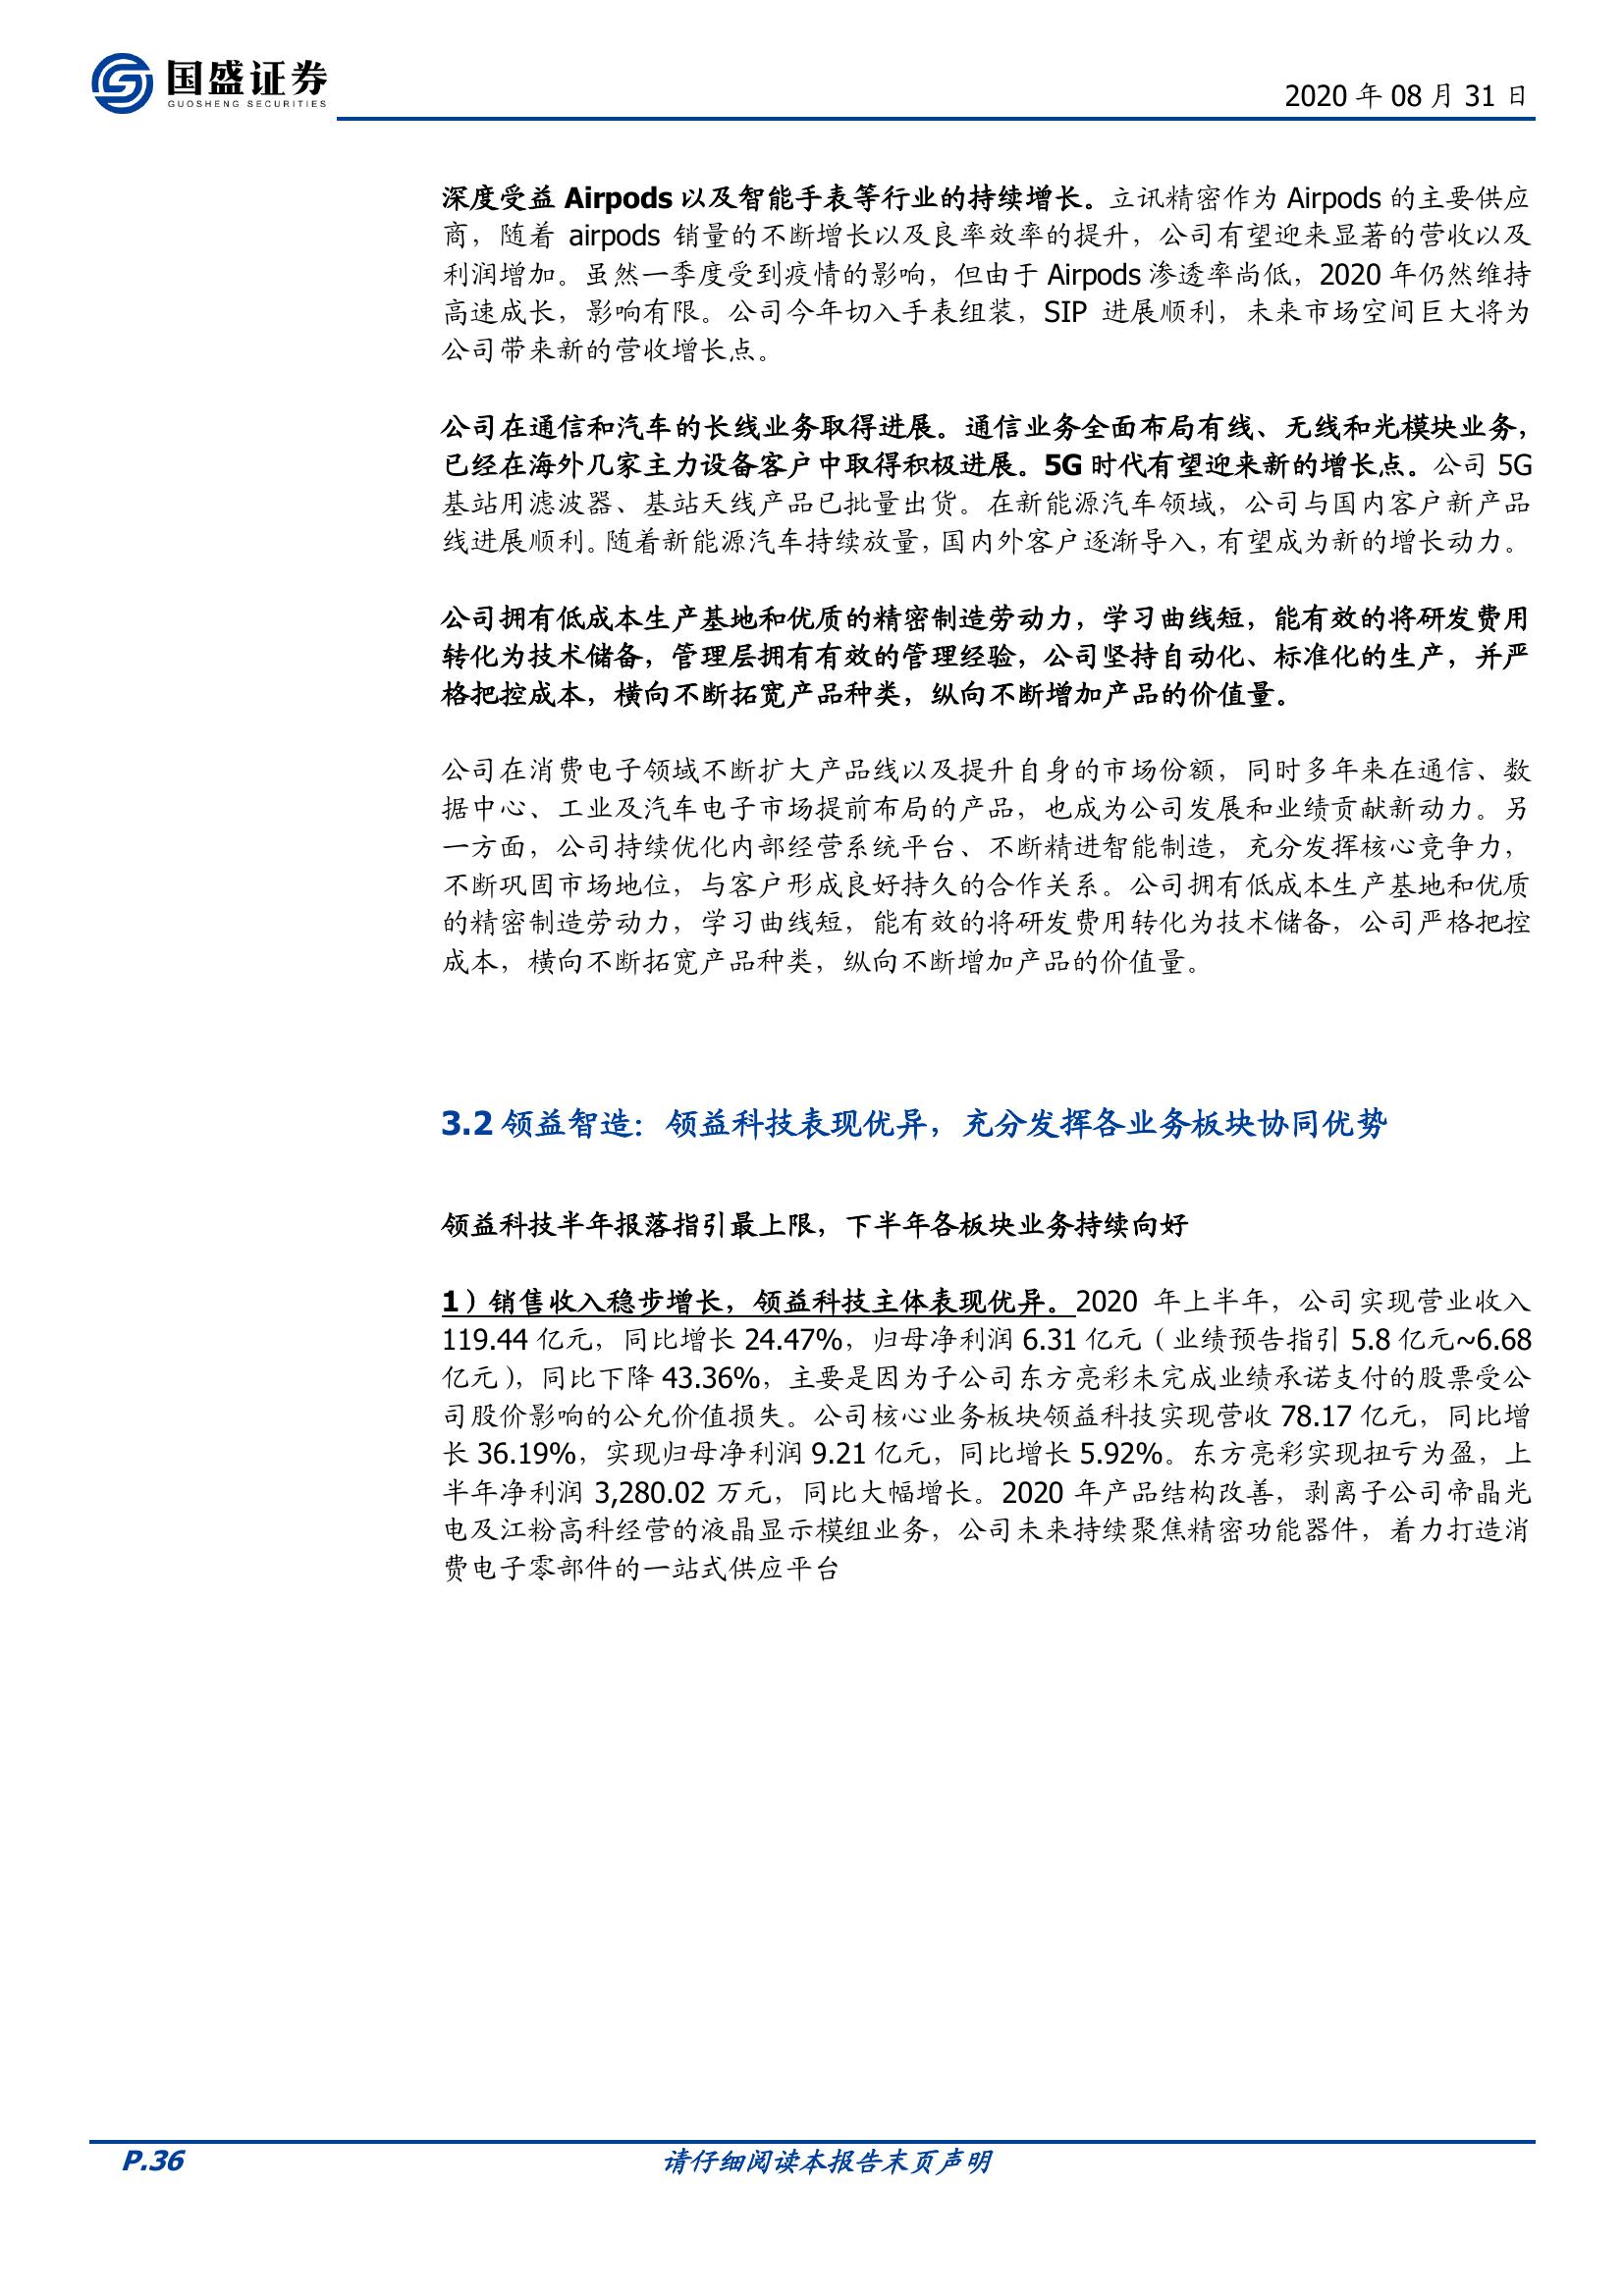 国盛证券
GUOSHENG SECURITIES
2020 年 08 月 31 日
深度受益 Airpods 以及智能手表等行业的持续增长。立讯精密作为 Airpods 的主要供应
商，随着 airpods 销量的不断增长以及良率效率的提升，公司有望迎来显著的营收以及
利润增加。虽然一季度受到疫情的影响，但由于 Airpods 渗透率尚低，2020 年仍然维持
高速成长，影响有限。公司今年切入手表组装，SIP 进展顺利，未来市场空间巨大将为
公司带来新的营收增长点。
公司在通信和汽车的长线业务取得进展。通信业务全面布局有线、无线和光模块业务，
已经在海外几家主力设备客户中取得积极进展。5G 时代有望迎来新的增长点。公司 5G
基站用滤波器、基站天线产品已批量出货。在新能源汽车领域，公司与国内客户新产品
线进展顺利。随着新能源汽车持续放量，国内外客户逐渐导入，有望成为新的增长动力。
公司拥有低成本生产基地和优质的精密制造劳动力，学习曲线短，能有效的将研发费用
转化为技术储备，管理层拥有有效的管理经验，公司坚持自动化、标准化的生产，并严
格把控成本，横向不断拓宽产品种类，纵向不断增加产品的价值量。
公司在消费电子领域不断扩大产品线以及提升自身的市场份额，同时多年来在通信、数
据中心、工业及汽车电子市场提前布局的产品，也成为公司发展和业绩贡献新动力。另
一方面，公司持续优化内部经营系统平台、不断精进智能制造，充分发挥核心竞争力，
不断巩固市场地位，与客户形成良好持久的合作关系。公司拥有低成本生产基地和优质
的精密制造劳动力，学习曲线短，能有效的将研发费用转化为技术储备，公司严格把控
成本，横向不断拓宽产品种类，纵向不断增加产品的价值量。
3.2 领益智造：领益科技表现优异，充分发挥各业务板块协同优势
领益科技半年报落指引最上限，下半年各板块业务持续向好
1）销售收入稳步增长，领益科技主体表现优异。2020 年上半年，公司实现营业收入
119.44 亿元，同比增长 24.47%，归母净利润 6.31 亿元（业绩预告指引 5.8 亿元~6.68
亿元），同比下降 43.36%，主要是因为子公司东方亮彩未完成业绩承诺支付的股票受公
司股价影响的公允价值损失。公司核心业务板块领益科技实现营收 78.17 亿元，同比增
长 36.19%，实现归母净利润 9.21 亿元，同比增长 5.92%。东方亮彩实现扭亏为盈，上
半年净利润 3,280.02 万元，同比大幅增长。2020 年产品结构改善，剥离子公司帝晶光
电及江粉高科经营的液晶显示模组业务，公司未来持续聚焦精密功能器件，着力打造消
费电子零部件的一站式供应平台
P.36
请仔细阅读本报告末页声明